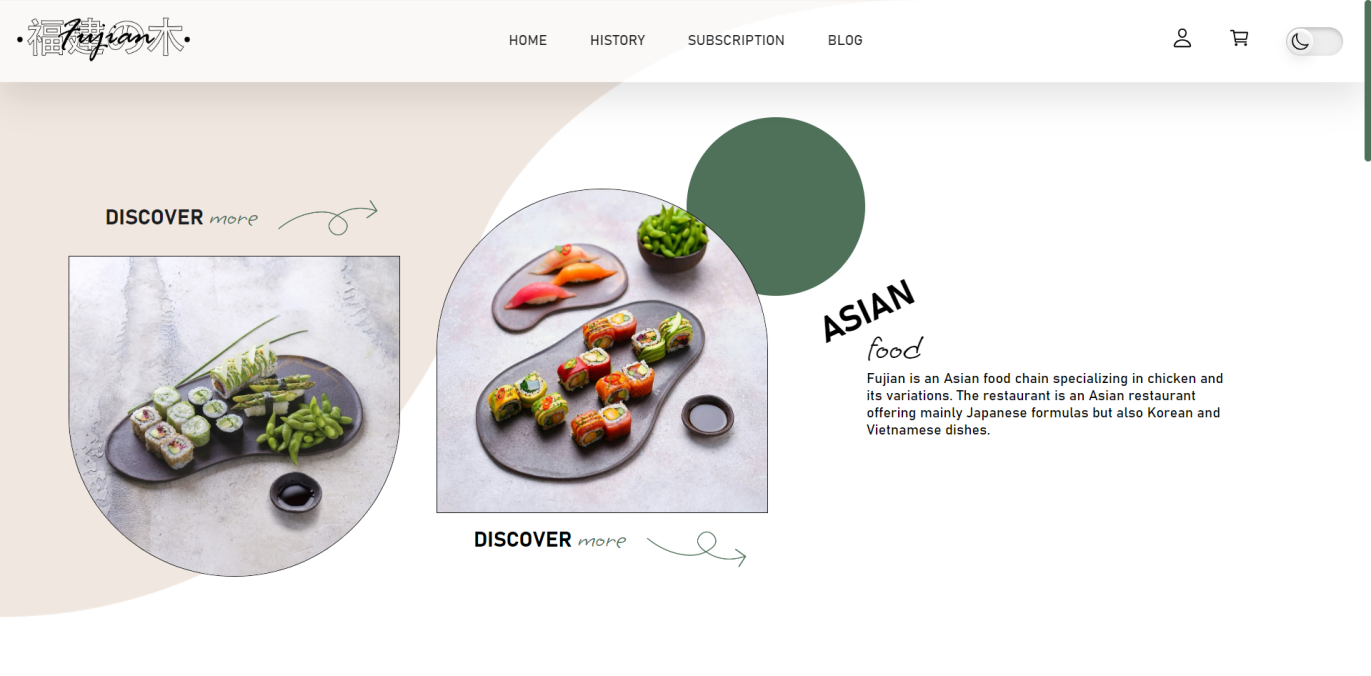 福建の木
Fujian
HOME
HISTORY
SUBSCRIPTION
BLOG
DISCOVER more
DISCOVER more
ASIAN
food
Fujian is an Asian food chain specializing in chicken and
its variations. The restaurant is an Asian restaurant
offering mainly Japanese formulas but also Korean and
Vietnamese dishes.